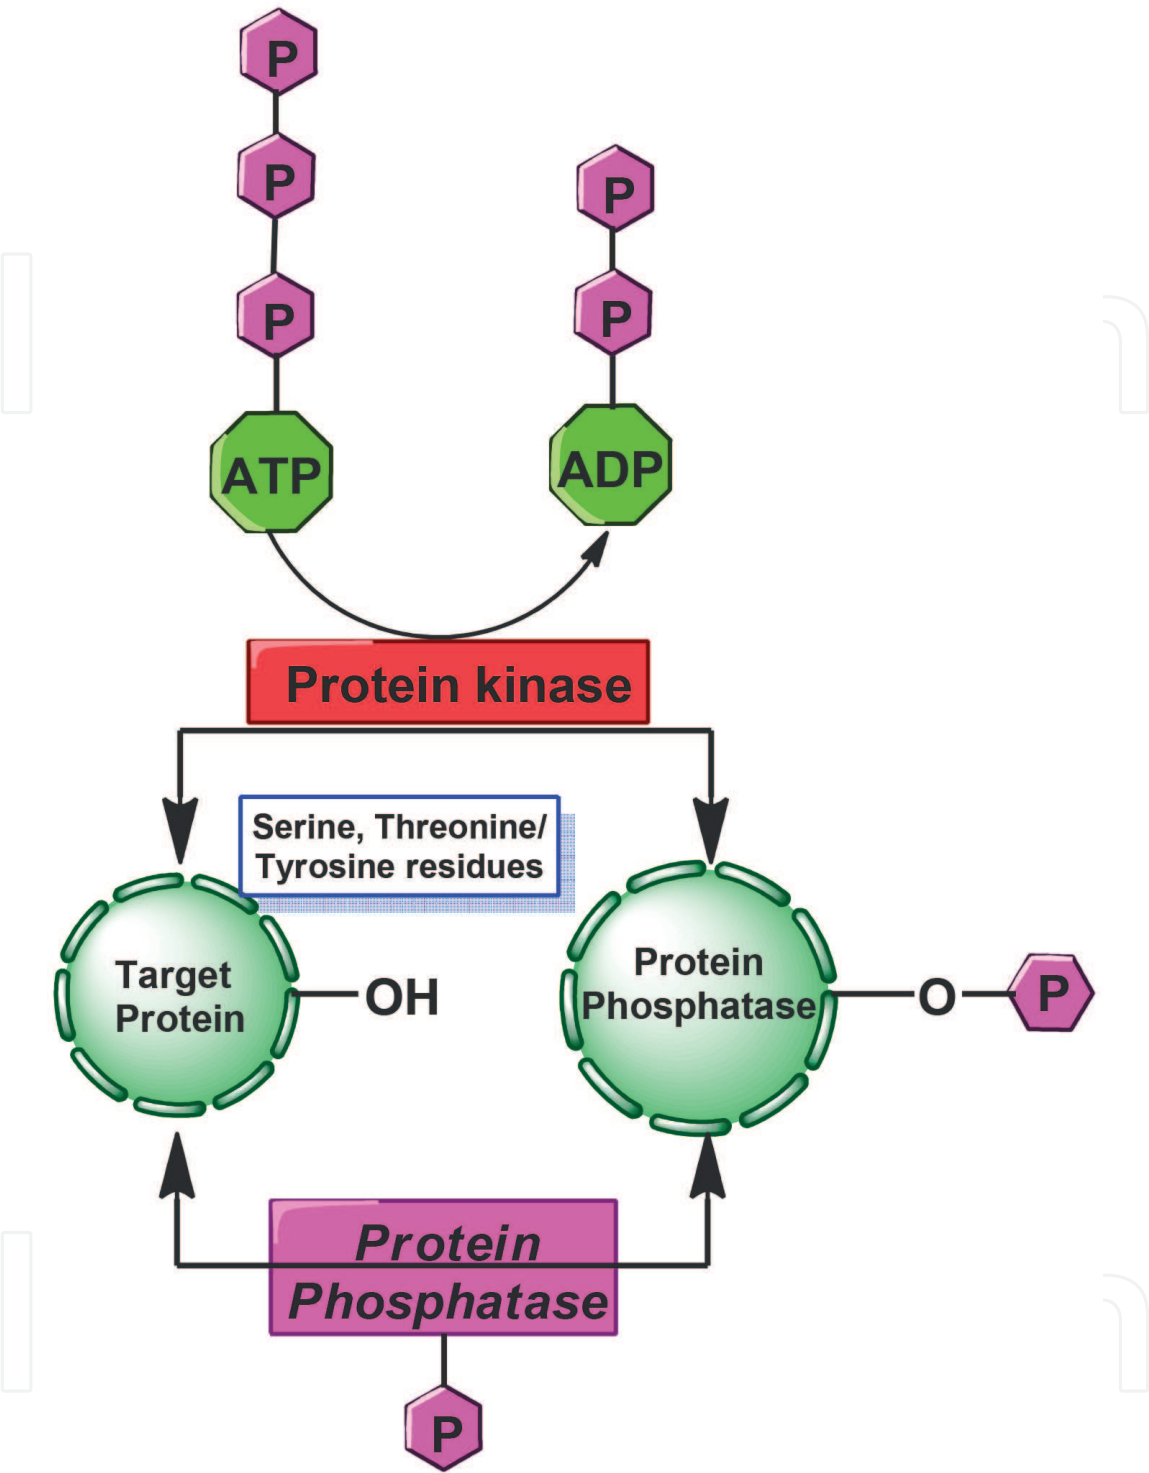 P
P
P
P
P
ATP
ADP
Protein kinase
Serine, Threonine/
Tyrosine residues
Target
Protein
OH
Protein
Phosphatase
O
P
Protein
Phosphatase
P